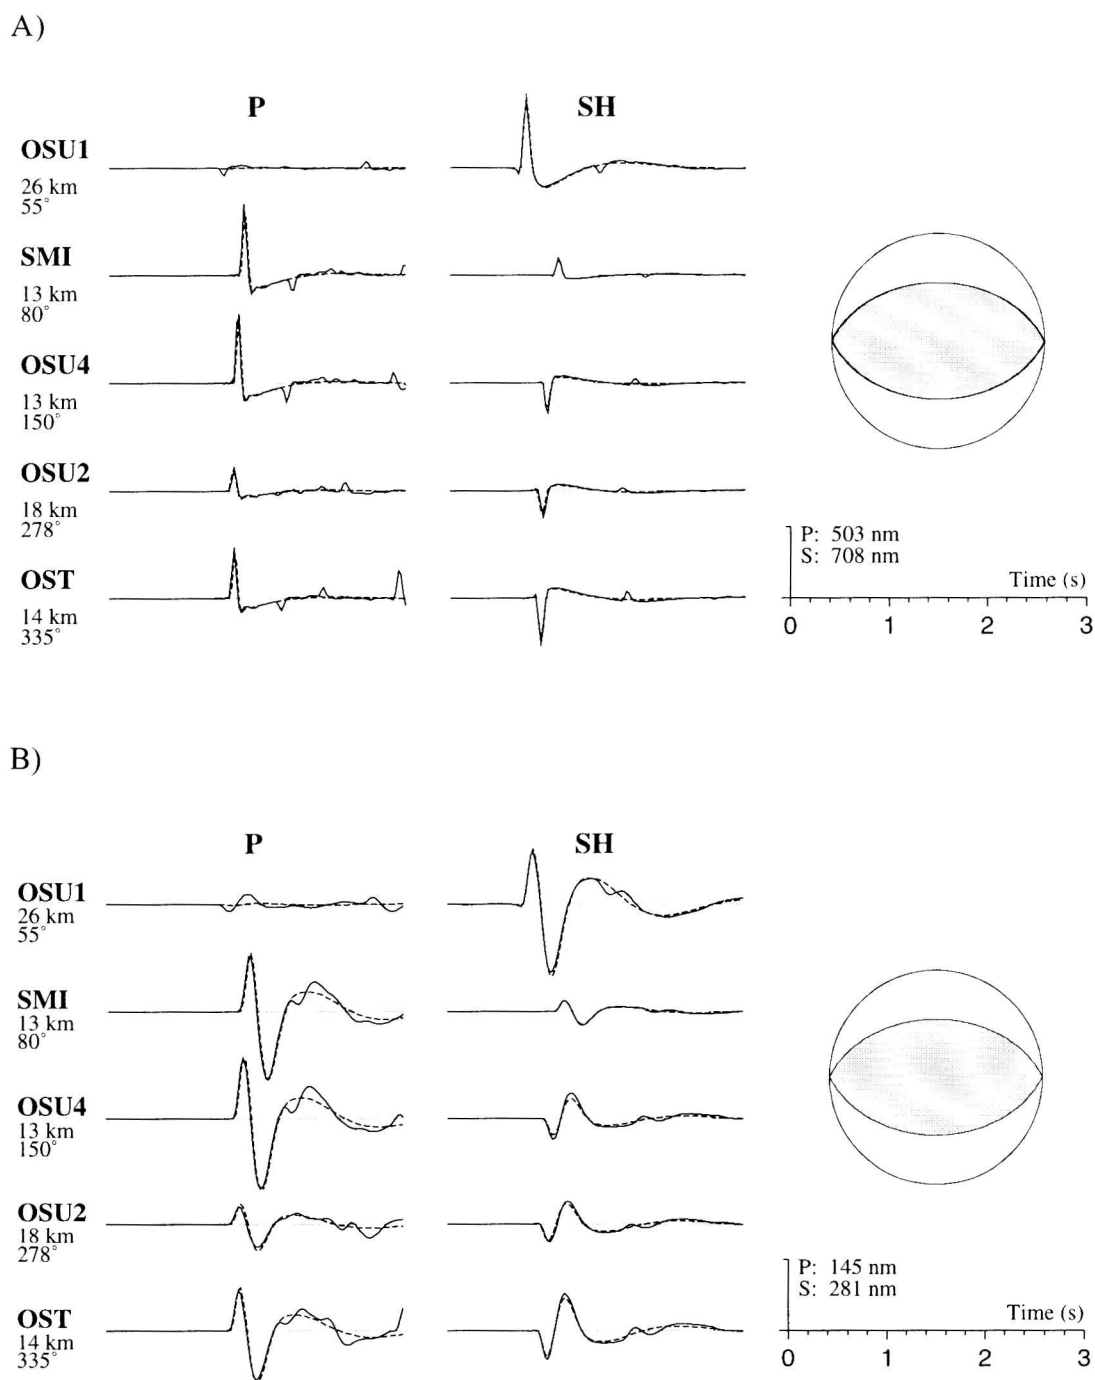 A)
P SH
OSU1
26 km
55°
SMI
13 km
80°
OSU4
13 km
150°
OSU2
18 km
278°
OST
14 km
335°
P: 503 nm
S: 708 nm
Time (s)
0 1 2 3
B)
P SH
OSU1
26 km
55°
SMI
13 km
80°
OSU4
13 km
150°
OSU2
18 km
278°
OST
14 km
335°
P: 145 nm
S: 281 nm
Time (s)
0 1 2 3